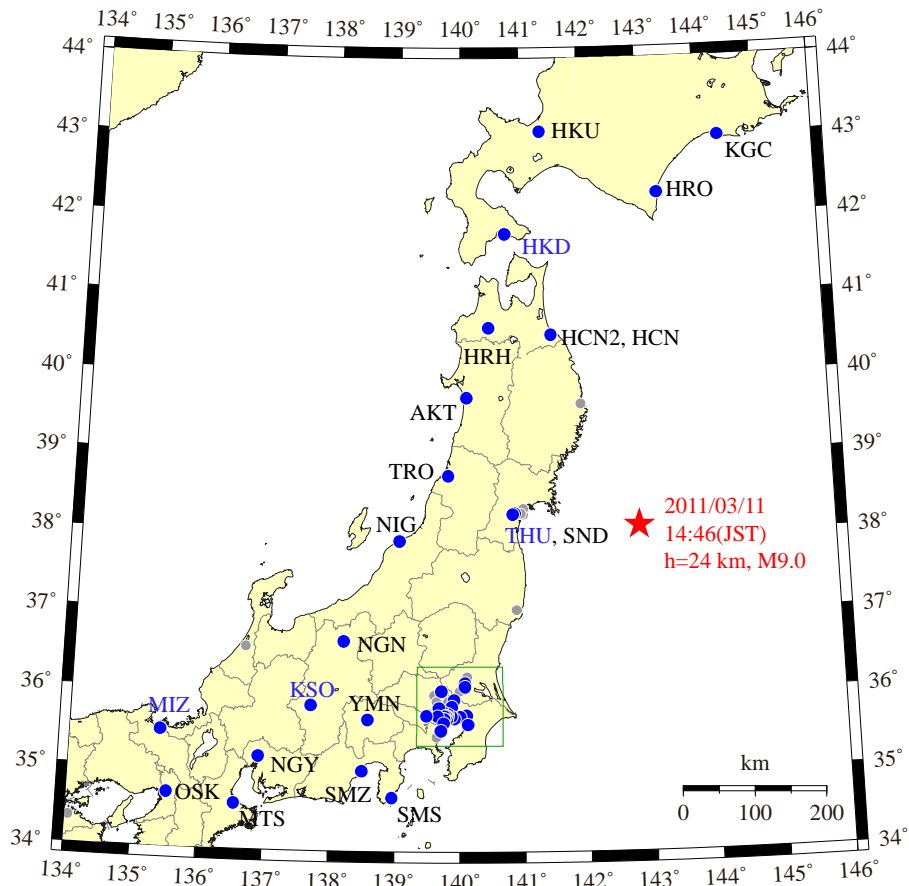 135˚ 136˚ 137˚ 138˚ 139˚ 140˚ 141˚ 142˚ 143˚ 144˚ 145˚ 146˚
44˚ 44˚
43˚ 43˚
HKU
KGC
HRO
42˚ 42˚
HKD
41˚ 41˚
HCN2, HCN
HRH
40˚ 40˚
AKT
39˚ 39˚
TRO
2011/03/11
14:46(JST)
h=24 km, M9.0
NIG
THU, SND
38˚ 38˚
37˚ 37˚
NGN
36˚ 36˚
MIZ
KSO
YMN
35˚ 35˚
NGY
km
OSK
SMZ
MTS
SMS
0 100 200
34˚ 34˚
134˚ 135˚ 136˚ 137˚ 138˚ 139˚ 140˚ 141˚ 142˚ 143˚ 144˚ 145˚ 146˚